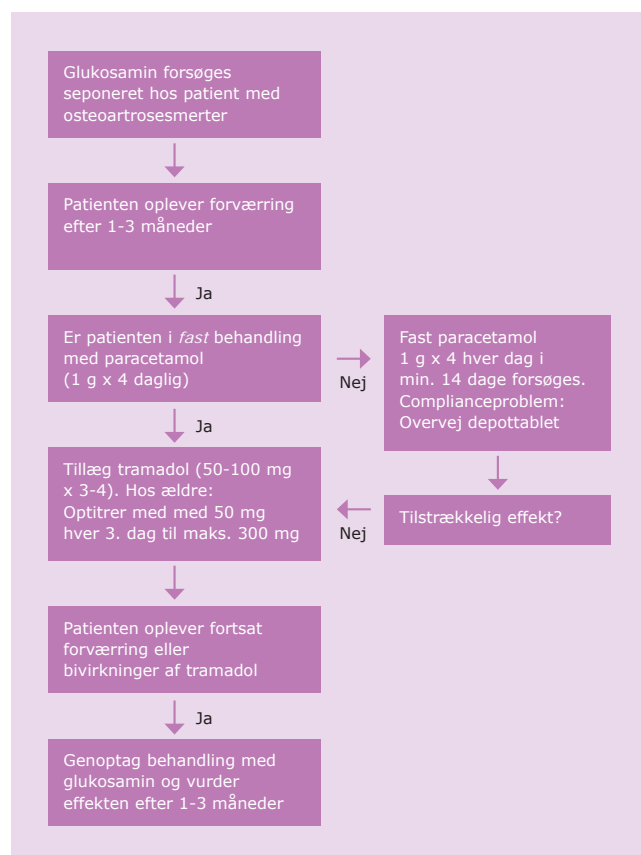 Glukosamin forsøges
seponeret hos patient med
osteoartrosesmerter
Patienten oplever forværring
efter 1-3 måneder
Ja
Er patienten i fast behandling
med paracetamol
(1 g x 4 daglig)
Nej
Fast paracetamol
1 g x 4 hver dag i
min. 14 dage forsøges.
Complianceproblem:
Overvej depottablet
Ja
Tillæg tramadol (50-100 mg
x 3-4). Hos ældre:
Optitrer med med 50 mg
hver 3. dag til maks. 300 mg
Nej
Tilstrækkelig effekt?
Patienten oplever fortsat
forværring eller
bivirkninger af tramadol
Ja
Genoptag behandling med
glukosamin og vurder
effekten efter 1-3 måneder